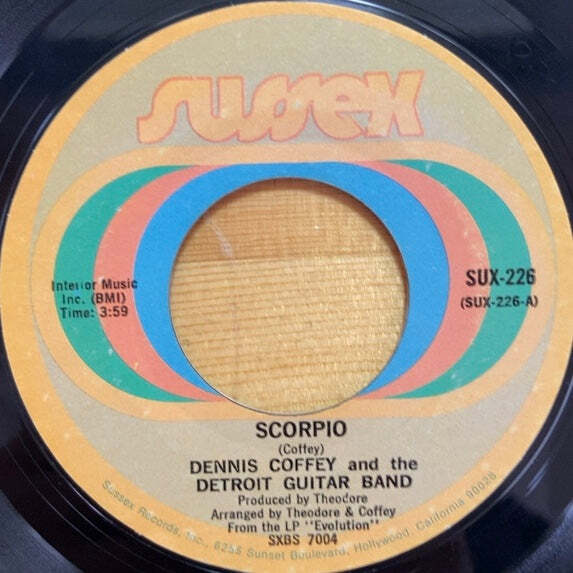 sussex
Interior Music
Inc. (BMI)
Time: 3:59
SUX-226
(SUX-226-A)
SCORPIO
(Coffey)
DENNIS COFFEY and the
DETROIT GUITAR BAND
Produced by Theodore
Arranged by Theodore & Coffey
From the LP "Evolution"
SXBS 7004
Sussex Records, Inc., 6255 Sunset Boulevard, Hollywood, California 90028